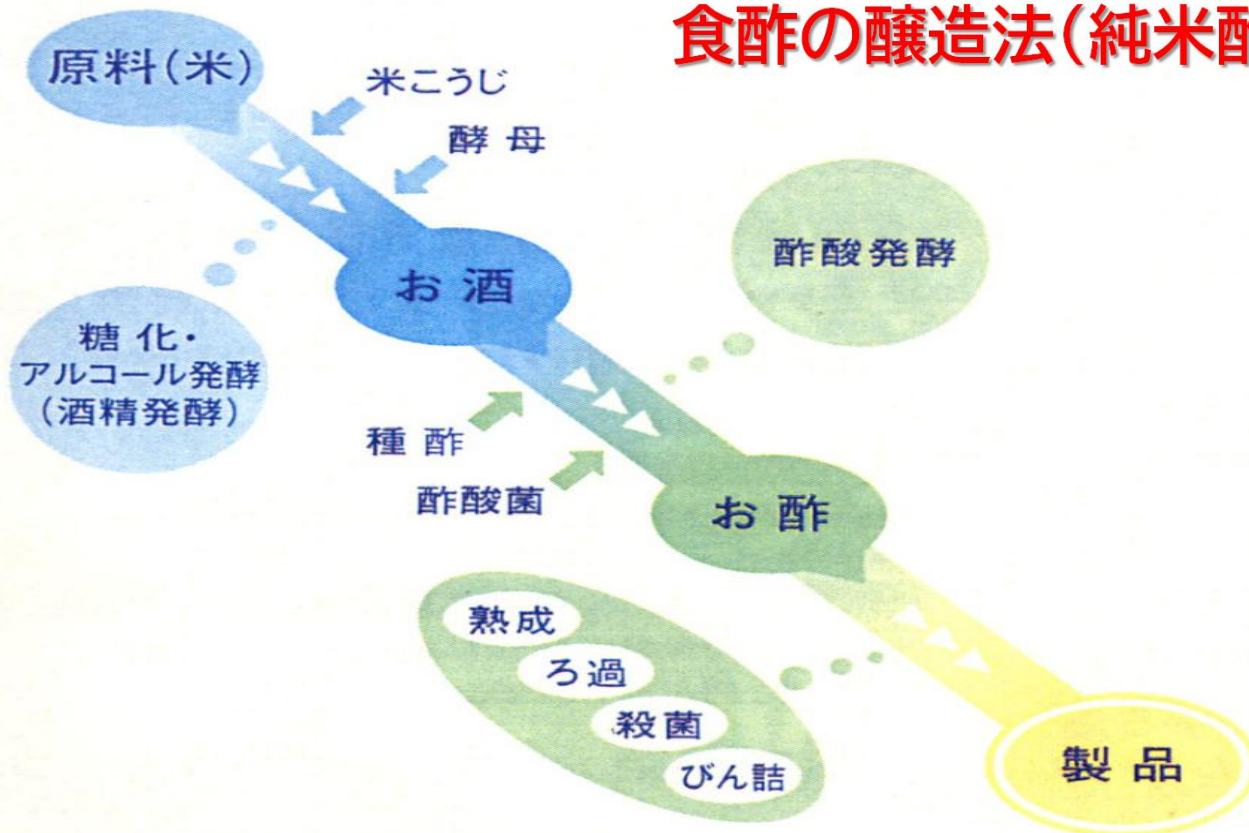 食酢の醸造法(純米酢
原料(米)
米こうじ
酵母
お酒
酢酸発酵
糖化・
アルコール発酵
(酒精発酵)
種酢
酢酸菌
お酢
熟成
ろ過
殺菌
びん詰
製品